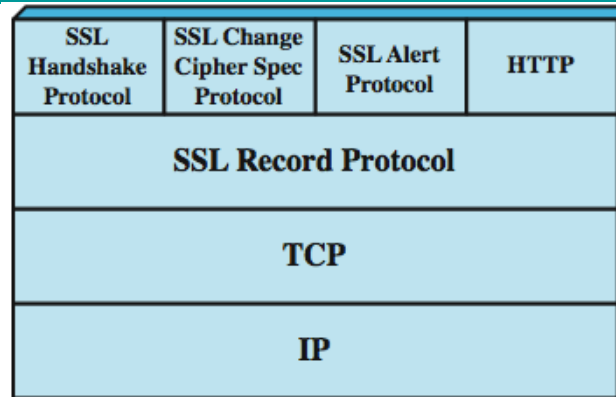 SSL
Handshake
Protocol
SSL Change
Cipher Spec
Protocol
SSL Alert
Protocol
HTTP
SSL Record Protocol
TCP
IP